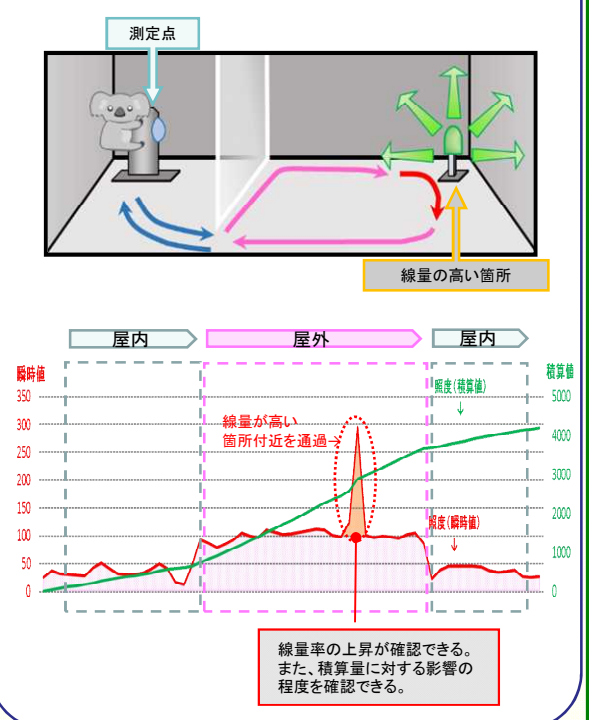 測定点
線量の高い箇所
屋内
屋外
屋内
瞬時値
積算値
350
300
250
200
150
100
50
0
5000
4000
3000
2000
1000
0
線量が高い
箇所付近を通過→
照度(積算値)
↓
照度(瞬時値)
↓
線量率の上昇が確認できる。
また、積算量に対する影響の
程度を確認できる。